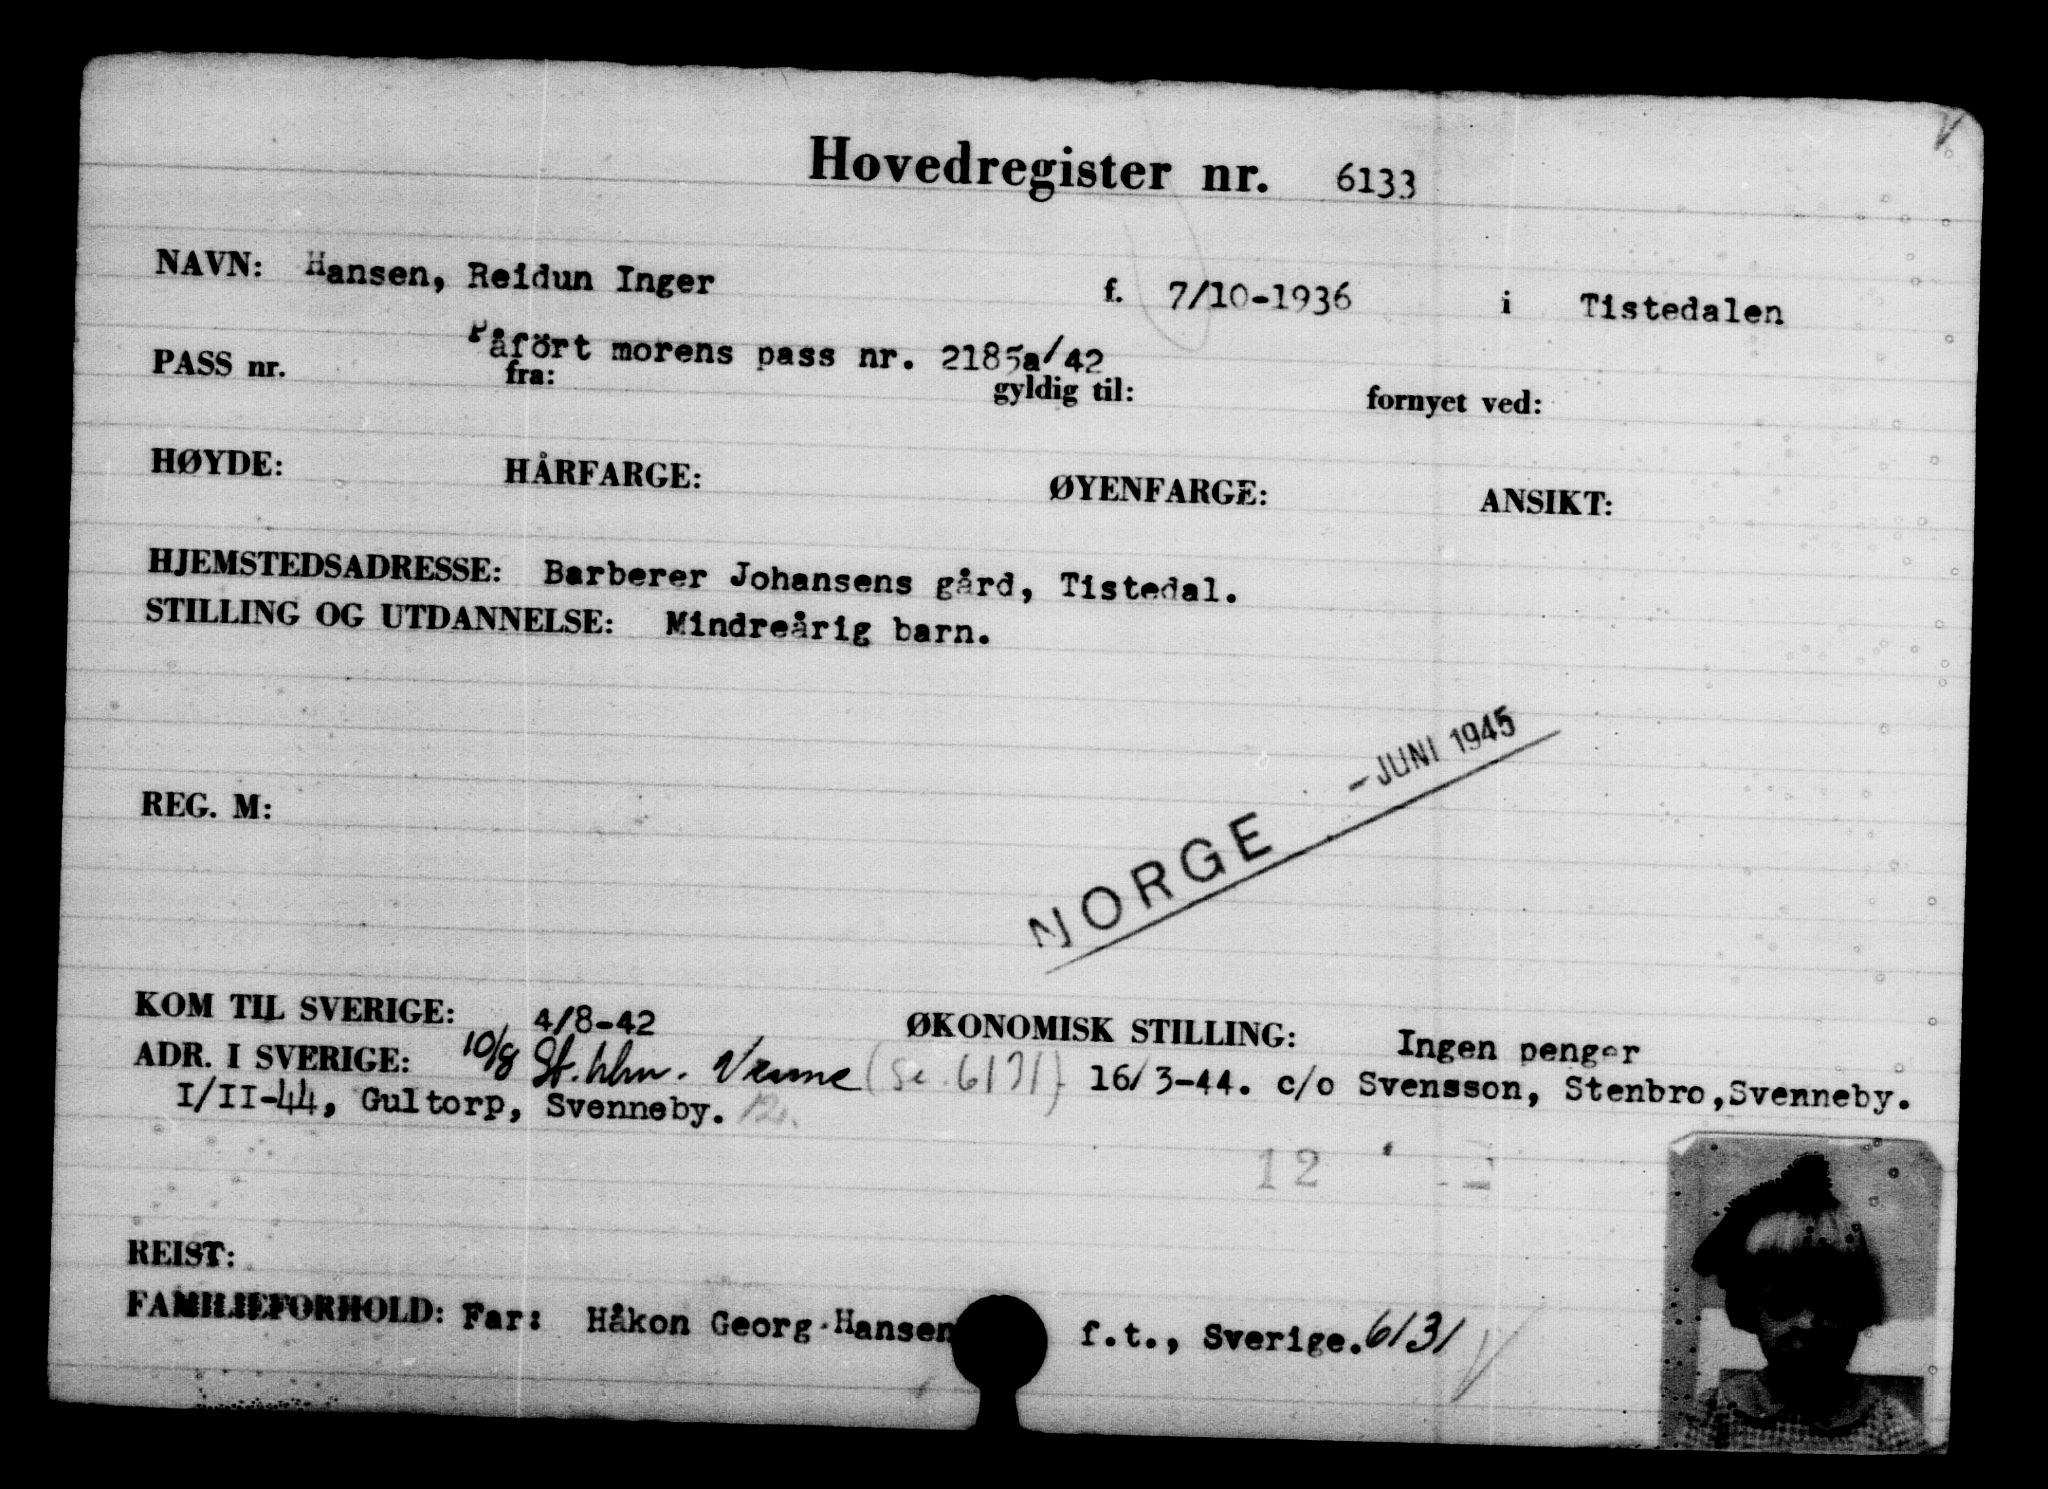 Hovedregister nr. 6133
NAVN: Hansen, Reidun Inger f. 7/10-1936 i Tistedalen
Påfört morens pass nr. 2185a/42
PASS nr. fra: gyldig til: fornyet ved:
HØYDE: HÅRFARGE: ØYENFARGE: ANSIKT:
HJEMSTEDSADRESSE: Barberer Johansens gård, Tistedal.
STILLING OG UTDANNELSE: Mindreårig barn.
NORGE -JUNI 1945
REG. M:
KOM TIL SVERIGE: 4/8-42 ØKONOMISK STILLING: Ingen penger
ADR. I SVERIGE: 10/8 (Se. 6131) 16/3-44. c/o Svensson, Stenbro, Svenneby.
I/II-44, Gultorp, Svenneby.
12
REIST:
FAMILIEFORHOLD: Far: Håkon Georg Hansen f.t., Sverige. 6131